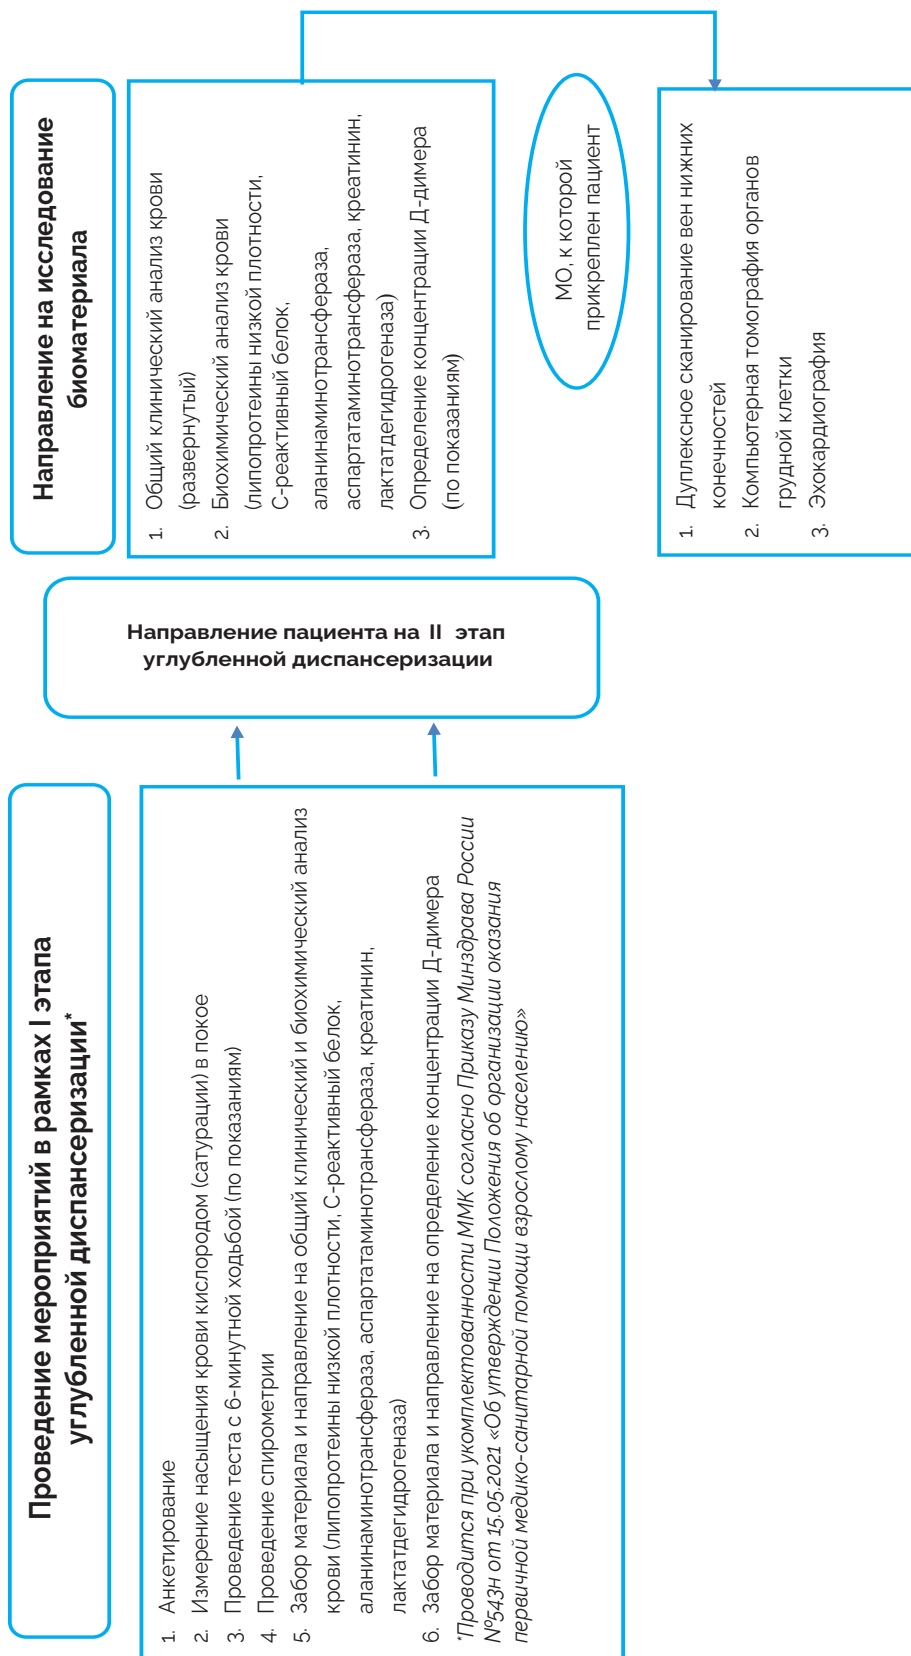 Проведение мероприятий в рамках I этапа
углубленной диспансеризации*
1. Анкетирование
2. Измерение насыщения крови кислородом (сатурации) в покое
3. Проведение теста с 6-минутной ходьбой (по показаниям)
4. Проведение спирометрии
5. Забор материала и направление на общий клинический и биохимический анализ
крови (липопротеины низкой плотности, С-реактивный белок,
аланинаминотрансфераза, аспартатаминотрансфераза, креатинин,
лактатдегидрогеназа)
6. Забор материала и направление на определение концентрации Д-димера
*Проводится при укомплектованности ММК согласно Приказу Минздрава России
№543н от 15.05.2021 «Об утверждении Положения об организации оказания
первичной медико-санитарной помощи взрослому населению»
Направление пациента на II этап
углубленной диспансеризации
Направление на исследование
биоматериала
1. Общий клинический анализ крови
(развернутый)
2. Биохимический анализ крови
(липопротеины низкой плотности,
С-реактивный белок,
аланинаминотрансфераза,
аспартатаминотрансфераза, креатинин,
лактатдегидрогеназа)
3. Определение концентрации Д-димера
(по показаниям)
МО, к которой
прикреплен пациент
1. Дуплексное сканирование вен нижних
конечностей
2. Компьютерная томография органов
грудной клетки
3. Эхокардиография